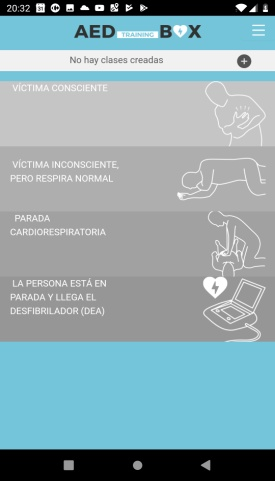 20:32
AED TRAINING BOX
No hay clases creadas
VÍCTIMA CONSCIENTE
VÍCTIMA INCONSCIENTE,
PERO RESPIRA NORMAL
PARADA
CARDIORESPIRATORIA
LA PERSONA ESTÁ EN
PARADA Y LLEGA EL
DESFIBRILADOR (DEA)